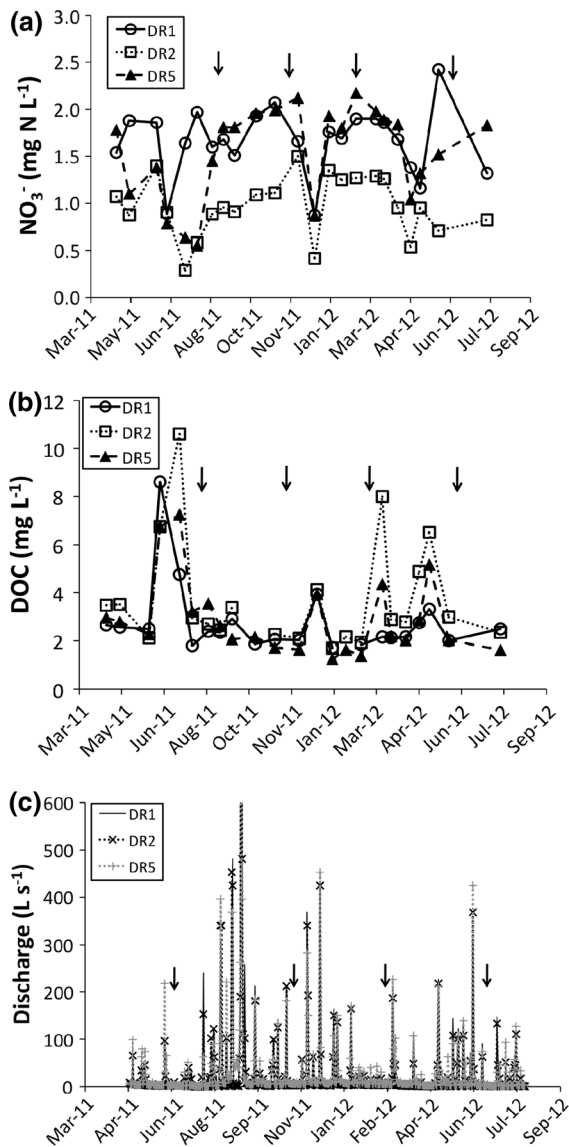 (a)
NO₃⁻ (mg N L⁻¹)
3.0
2.5
2.0
1.5
1.0
0.5
0.0
DR1
DR2
DR5
Mar-11
May-11
Jun-11
Aug-11
Oct-11
Nov-11
Jan-12
Mar-12
Apr-12
Jun-12
Jul-12
Sep-12
(b)
DOC (mg L⁻¹)
12
10
8
6
4
2
0
DR1
DR2
DR5
Mar-11
May-11
Jun-11
Aug-11
Oct-11
Nov-11
Jan-12
Mar-12
Apr-12
Jun-12
Jul-12
Sep-12
(c)
Discharge (L s⁻¹)
600
500
400
300
200
100
0
DR1
DR2
DR5
Mar-11
Apr-11
Jun-11
Aug-11
Sep-11
Nov-11
Jan-12
Feb-12
Apr-12
Jun-12
Jul-12
Sep-12